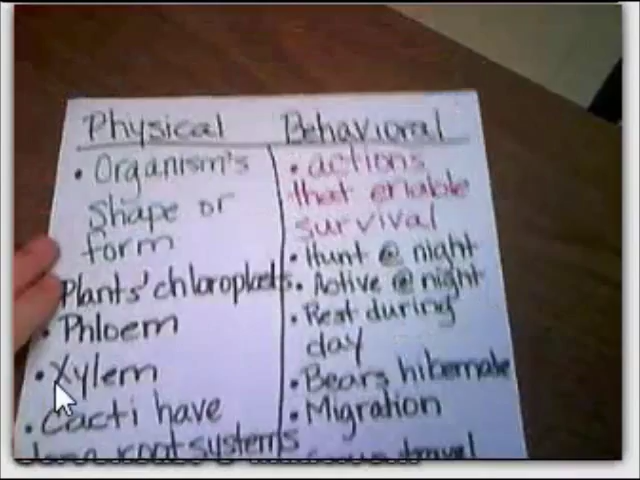 Physical
• Organism's
shape or
form
Plants' chloroplasts
• Phloem
• Xylem
• Cacti have
root systems
Behavioral
• actions
that enable
survival
• Hunt @ night
• Active @ night
• Rest during
day
• Bears hibernate
• Migration
travel